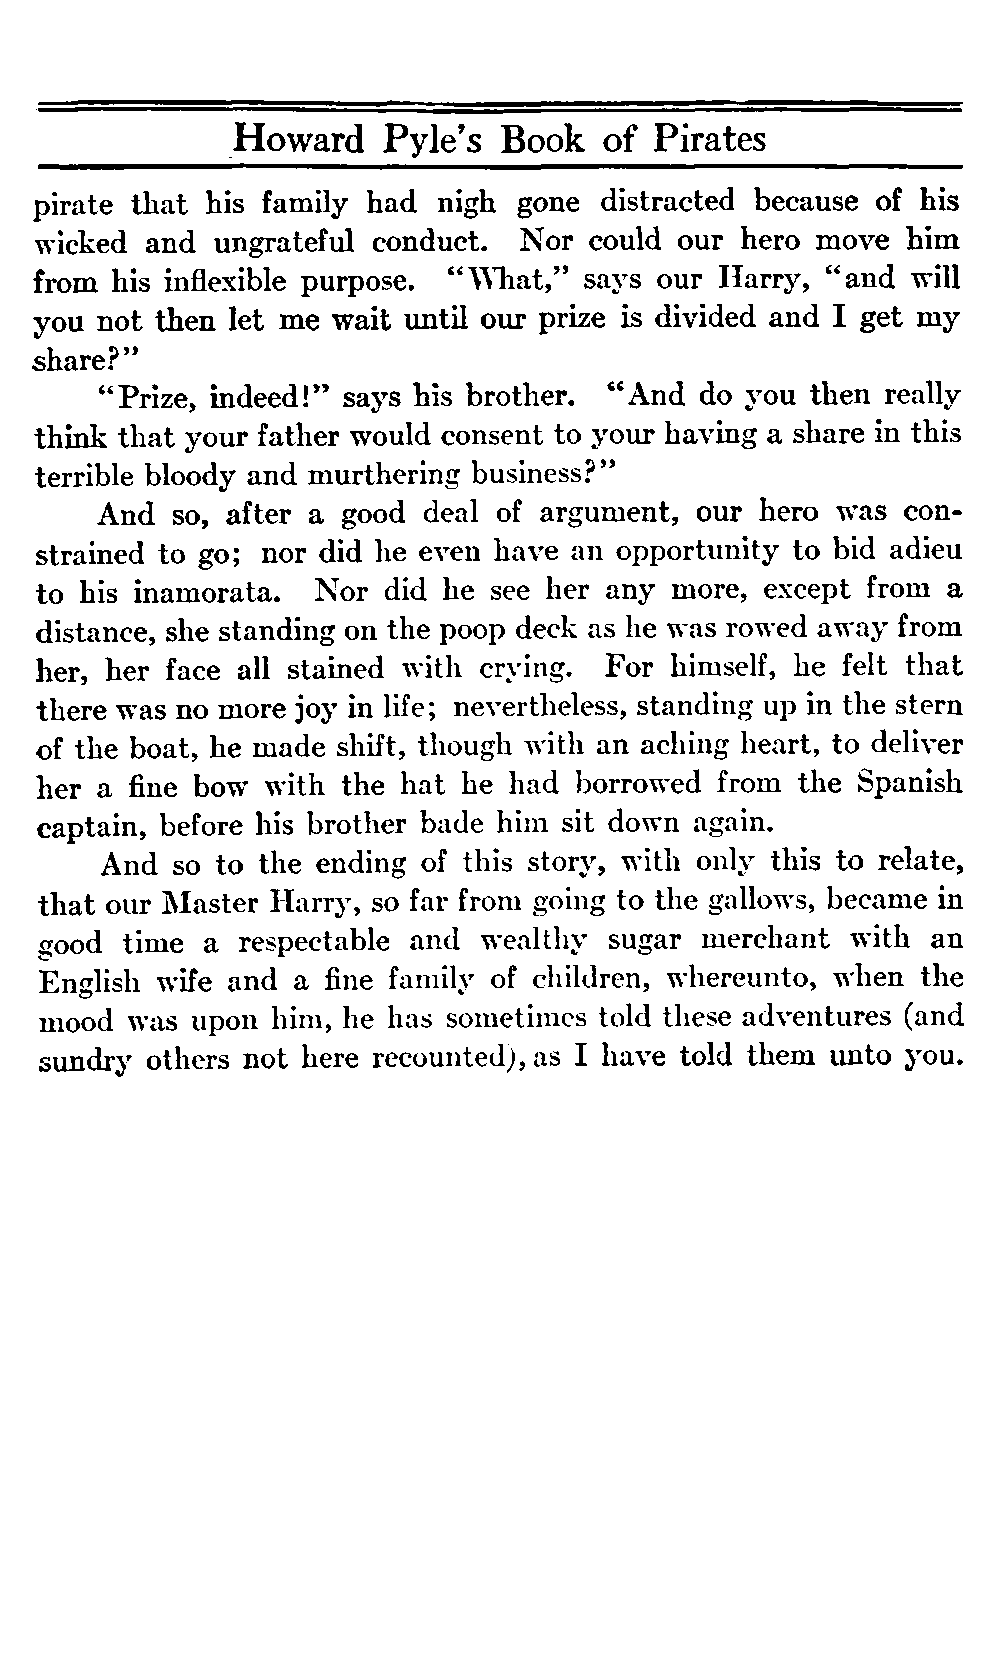 Howard Pyle's Book of Pirates
pirate that his family had nigh gone distracted because of his
wicked and ungrateful conduct. Nor could our hero move him
from his inflexible purpose. “What,” says our Harry, “and will
you not then let me wait until our prize is divided and I get my
share?”
“Prize, indeed!” says his brother. “And do you then really
think that your father would consent to your having a share in this
terrible bloody and murthering business?”
And so, after a good deal of argument, our hero was con-
strained to go; nor did he even have an opportunity to bid adieu
to his inamorata. Nor did he see her any more, except from a
distance, she standing on the poop deck as he was rowed away from
her, her face all stained with crying. For himself, he felt that
there was no more joy in life; nevertheless, standing up in the stern
of the boat, he made shift, though with an aching heart, to deliver
her a fine bow with the hat he had borrowed from the Spanish
captain, before his brother bade him sit down again.
And so to the ending of this story, with only this to relate,
that our Master Harry, so far from going to the gallows, became in
good time a respectable and wealthy sugar merchant with an
English wife and a fine family of children, whereunto, when the
mood was upon him, he has sometimes told these adventures (and
sundry others not here recounted), as I have told them unto you.